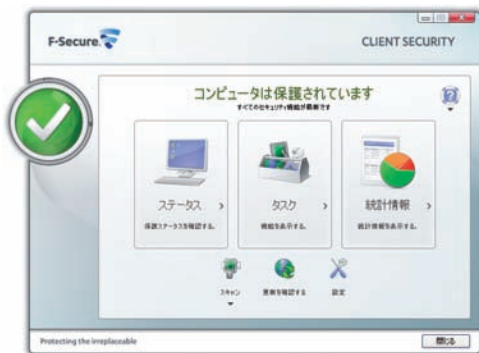 F-Secure.
CLIENT SECURITY
コンピュータは保護されています
すべてのセキュリティ機能が最新です
ステータス
保護ステータスを確認する。
タスク
機能を表示する。
統計情報
統計情報を表示する。
スキャン
更新を確認する
設定
Protecting the irreplaceable
閉じる